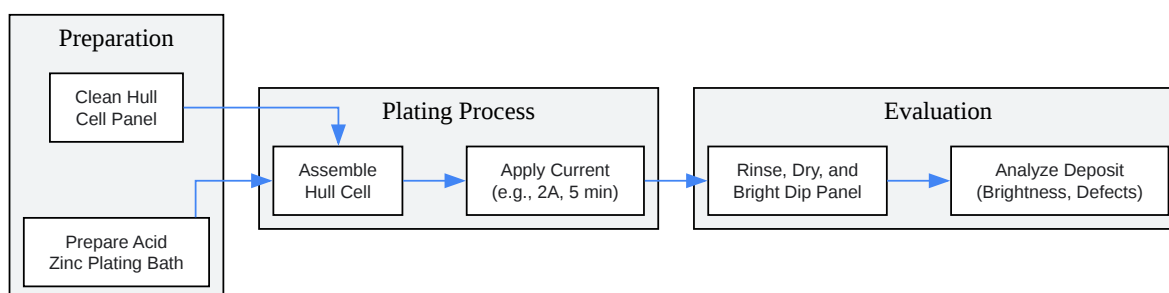 Preparation
Clean Hull
Cell Panel
Prepare Acid
Zinc Plating Bath
Plating Process
Assemble
Hull Cell
Apply Current
(e.g., 2A, 5 min)
Evaluation
Rinse, Dry, and
Bright Dip Panel
Analyze Deposit
(Brightness, Defects)